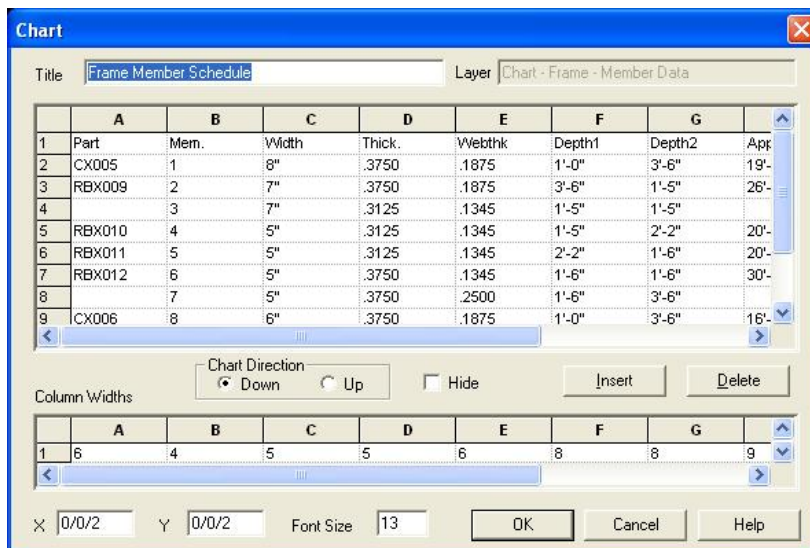 Chart
Title Frame Member Schedule Layer Chart - Frame - Member Data
A B C D E F G
1 Part Mem. Width Thick. Webthk Depth1 Depth2 App
2 CX005 1 8" .3750 .1875 1'-0" 3'-6" 19'-
3 RBX009 2 7" .3750 .1875 3'-6" 1'-5" 26'-
4 3 7" .3125 .1345 1'-5" 1'-5"
5 RBX010 4 5" .3125 .1345 1'-5" 2'-2" 20'-
6 RBX011 5 5" .3125 .1345 2'-2" 1'-6" 20'-
7 RBX012 6 5" .3750 .1345 1'-6" 1'-6" 30'-
8 7 5" .3750 .2500 1'-6" 3'-6"
9 CX006 8 6" .3750 .1875 1'-0" 3'-6" 16'-
Chart Direction
Column Widths Down Up Hide Insert Delete
A B C D E F G
1 6 4 5 5 6 8 8 9
X 0/0/2 Y 0/0/2 Font Size 13 OK Cancel Help